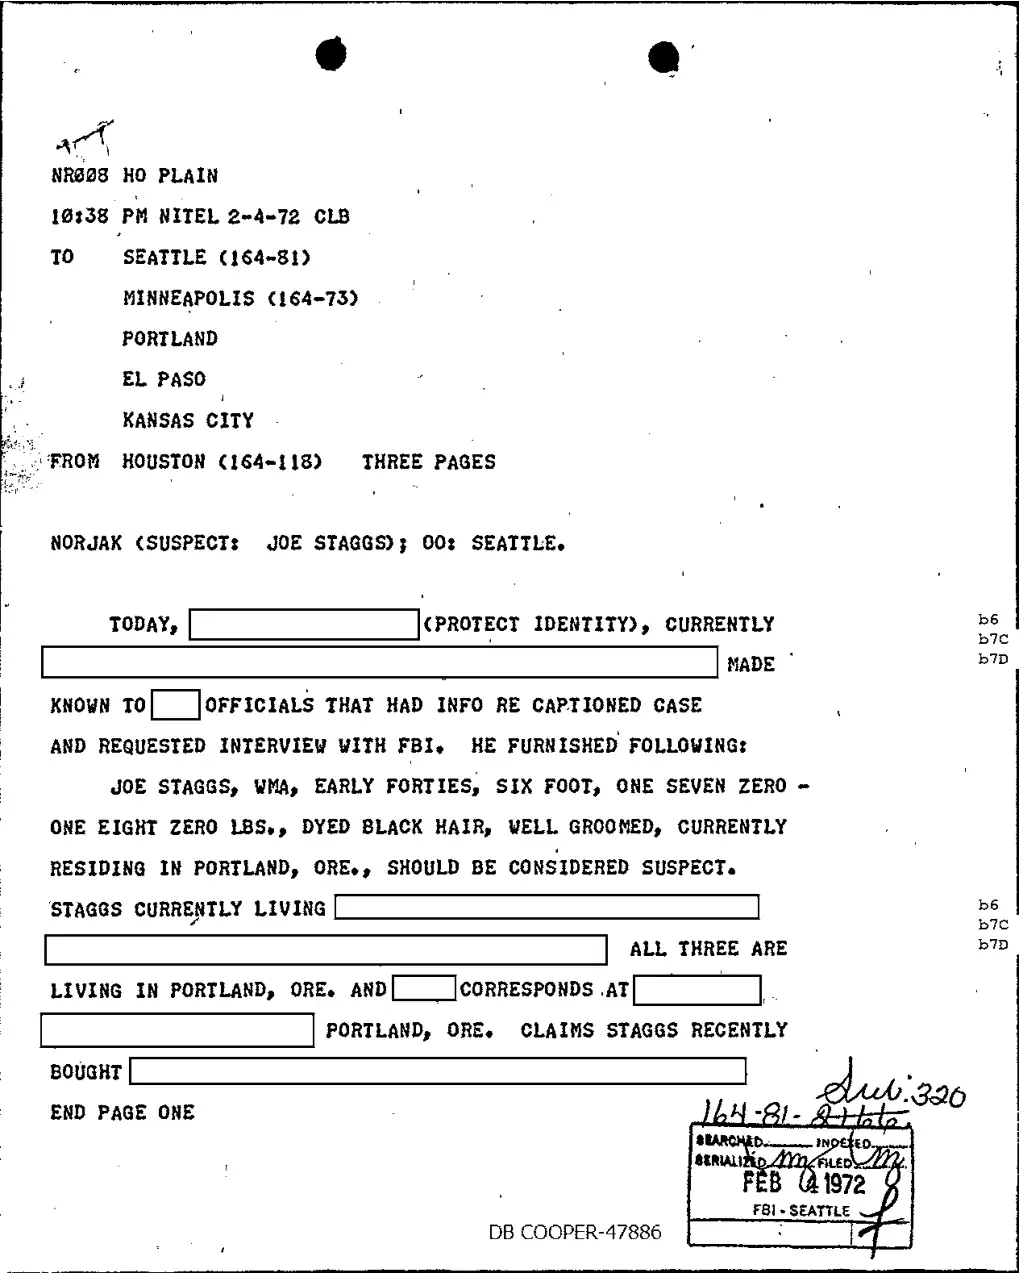 NR008 HO PLAIN
10:38 PM NITEL 2-4-72 CLB
TO SEATTLE (164-81)
MINNEAPOLIS (164-73)
PORTLAND
EL PASO
KANSAS CITY
FROM HOUSTON (164-118) THREE PAGES
NORJAK (SUSPECT: JOE STAGGS); OO: SEATTLE.
TODAY, (PROTECT IDENTITY), CURRENTLY
b6
b7C
b7D
MADE
KNOWN TO OFFICIALS THAT HAD INFO RE CAPTIONED CASE
AND REQUESTED INTERVIEW WITH FBI. HE FURNISHED FOLLOWING:
JOE STAGGS, WMA, EARLY FORTIES, SIX FOOT, ONE SEVEN ZERO -
ONE EIGHT ZERO LBS., DYED BLACK HAIR, WELL GROOMED, CURRENTLY
RESIDING IN PORTLAND, ORE., SHOULD BE CONSIDERED SUSPECT.
STAGGS CURRENTLY LIVING
b6
b7C
b7D
ALL THREE ARE
LIVING IN PORTLAND, ORE. AND CORRESPONDS AT
PORTLAND, ORE. CLAIMS STAGGS RECENTLY
BOUGHT
END PAGE ONE
Sub. 320
164-81-
SEARCHED INDEXED
SERIALIZED FILED
FEB 4 1972
FBI - SEATTLE
DB COOPER-47886